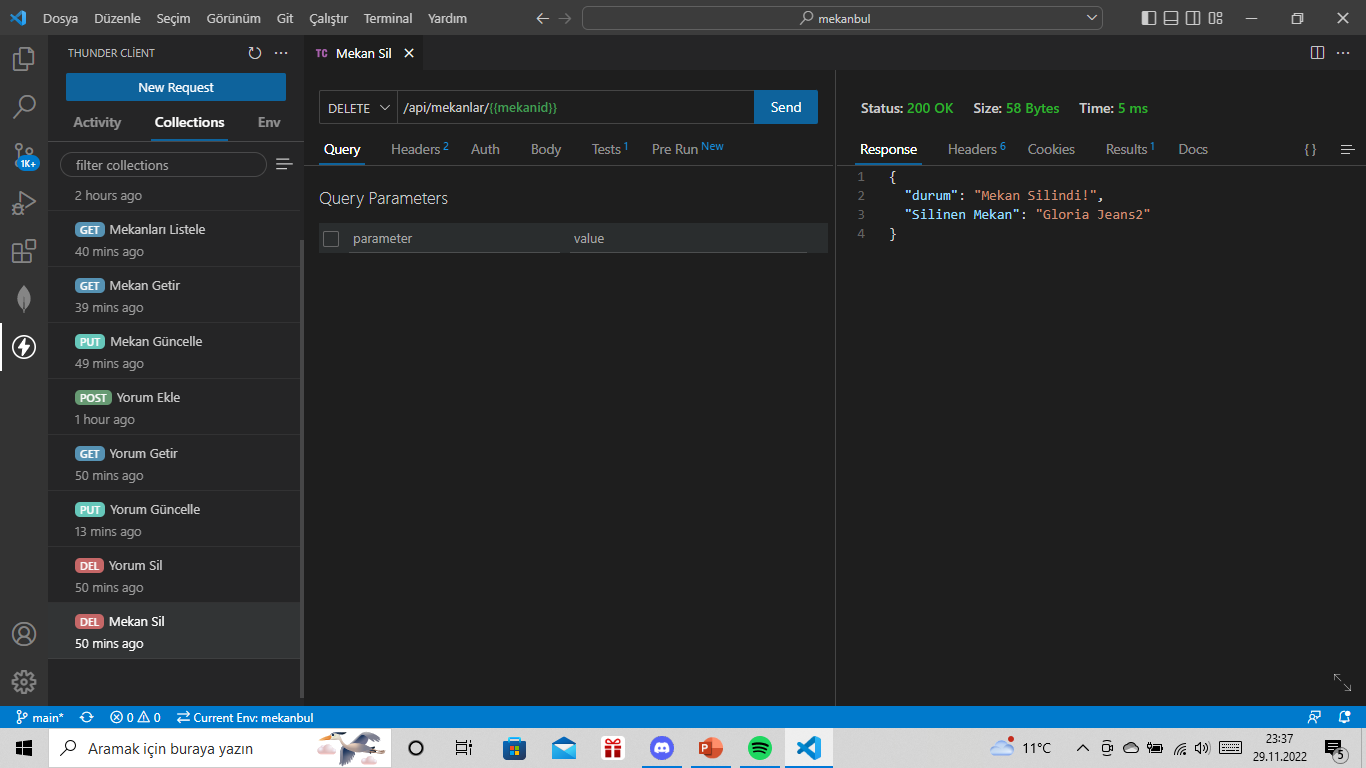 Dosya Düzenle Seçim Görünüm Git Çalıştır Terminal Yardım mekanbul
THUNDER CLİENT
New Request
Activity Collections Env
filter collections
2 hours ago
GET Mekanları Listele
40 mins ago
GET Mekan Getir
39 mins ago
PUT Mekan Güncelle
49 mins ago
POST Yorum Ekle
1 hour ago
GET Yorum Getir
50 mins ago
PUT Yorum Güncelle
13 mins ago
DEL Yorum Sil
50 mins ago
DEL Mekan Sil
50 mins ago
1K+
TC Mekan Sil
DELETE /api/mekanlar/{{mekanid}} Send
Query Headers 2 Auth Body Tests 1 Pre Run New
Query Parameters
parameter value
Status: 200 OK Size: 58 Bytes Time: 5 ms
Response Headers 6 Cookies Results 1 Docs { }
1 {
2 "durum": "Mekan Silindi!",
3 "Silinen Mekan": "Gloria Jeans2"
4 }
main* 0 0 Current Env: mekanbul
Aramak için buraya yazın
11°C
23:37
29.11.2022
5